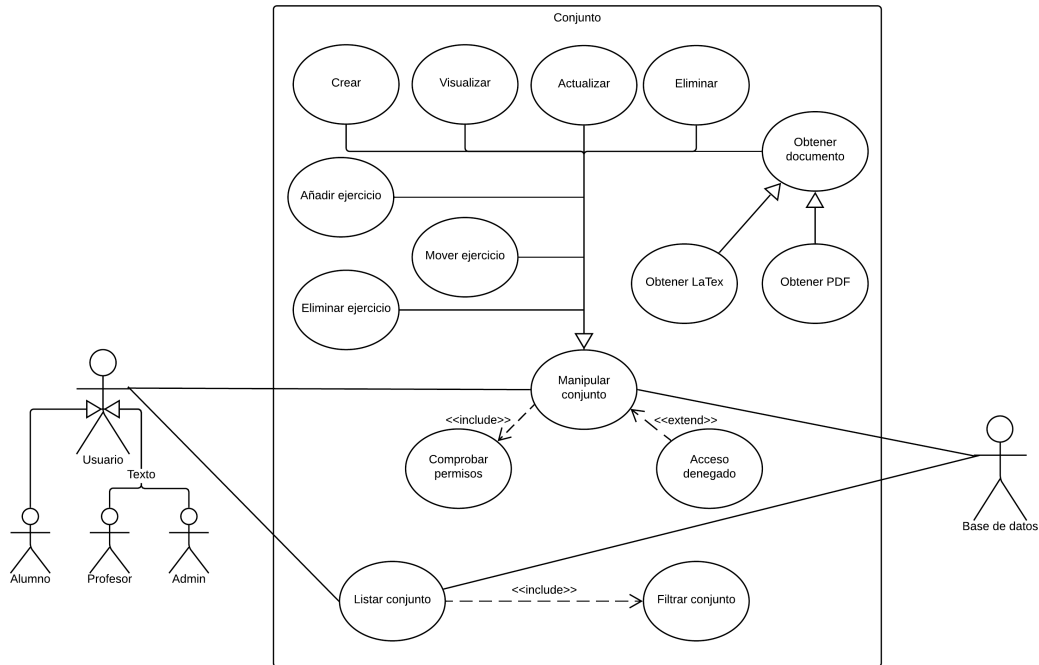 Conjunto
Crear
Visualizar
Actualizar
Eliminar
Obtener
documento
Añadir ejercicio
Mover ejercicio
Obtener LaTex
Obtener PDF
Eliminar ejercicio
Manipular
conjunto
<<include>>
<<extend>>
Comprobar
permisos
Acceso
denegado
Usuario
Texto
Base de datos
Alumno
Profesor
Admin
Listar conjunto
<<include>>
Filtrar conjunto